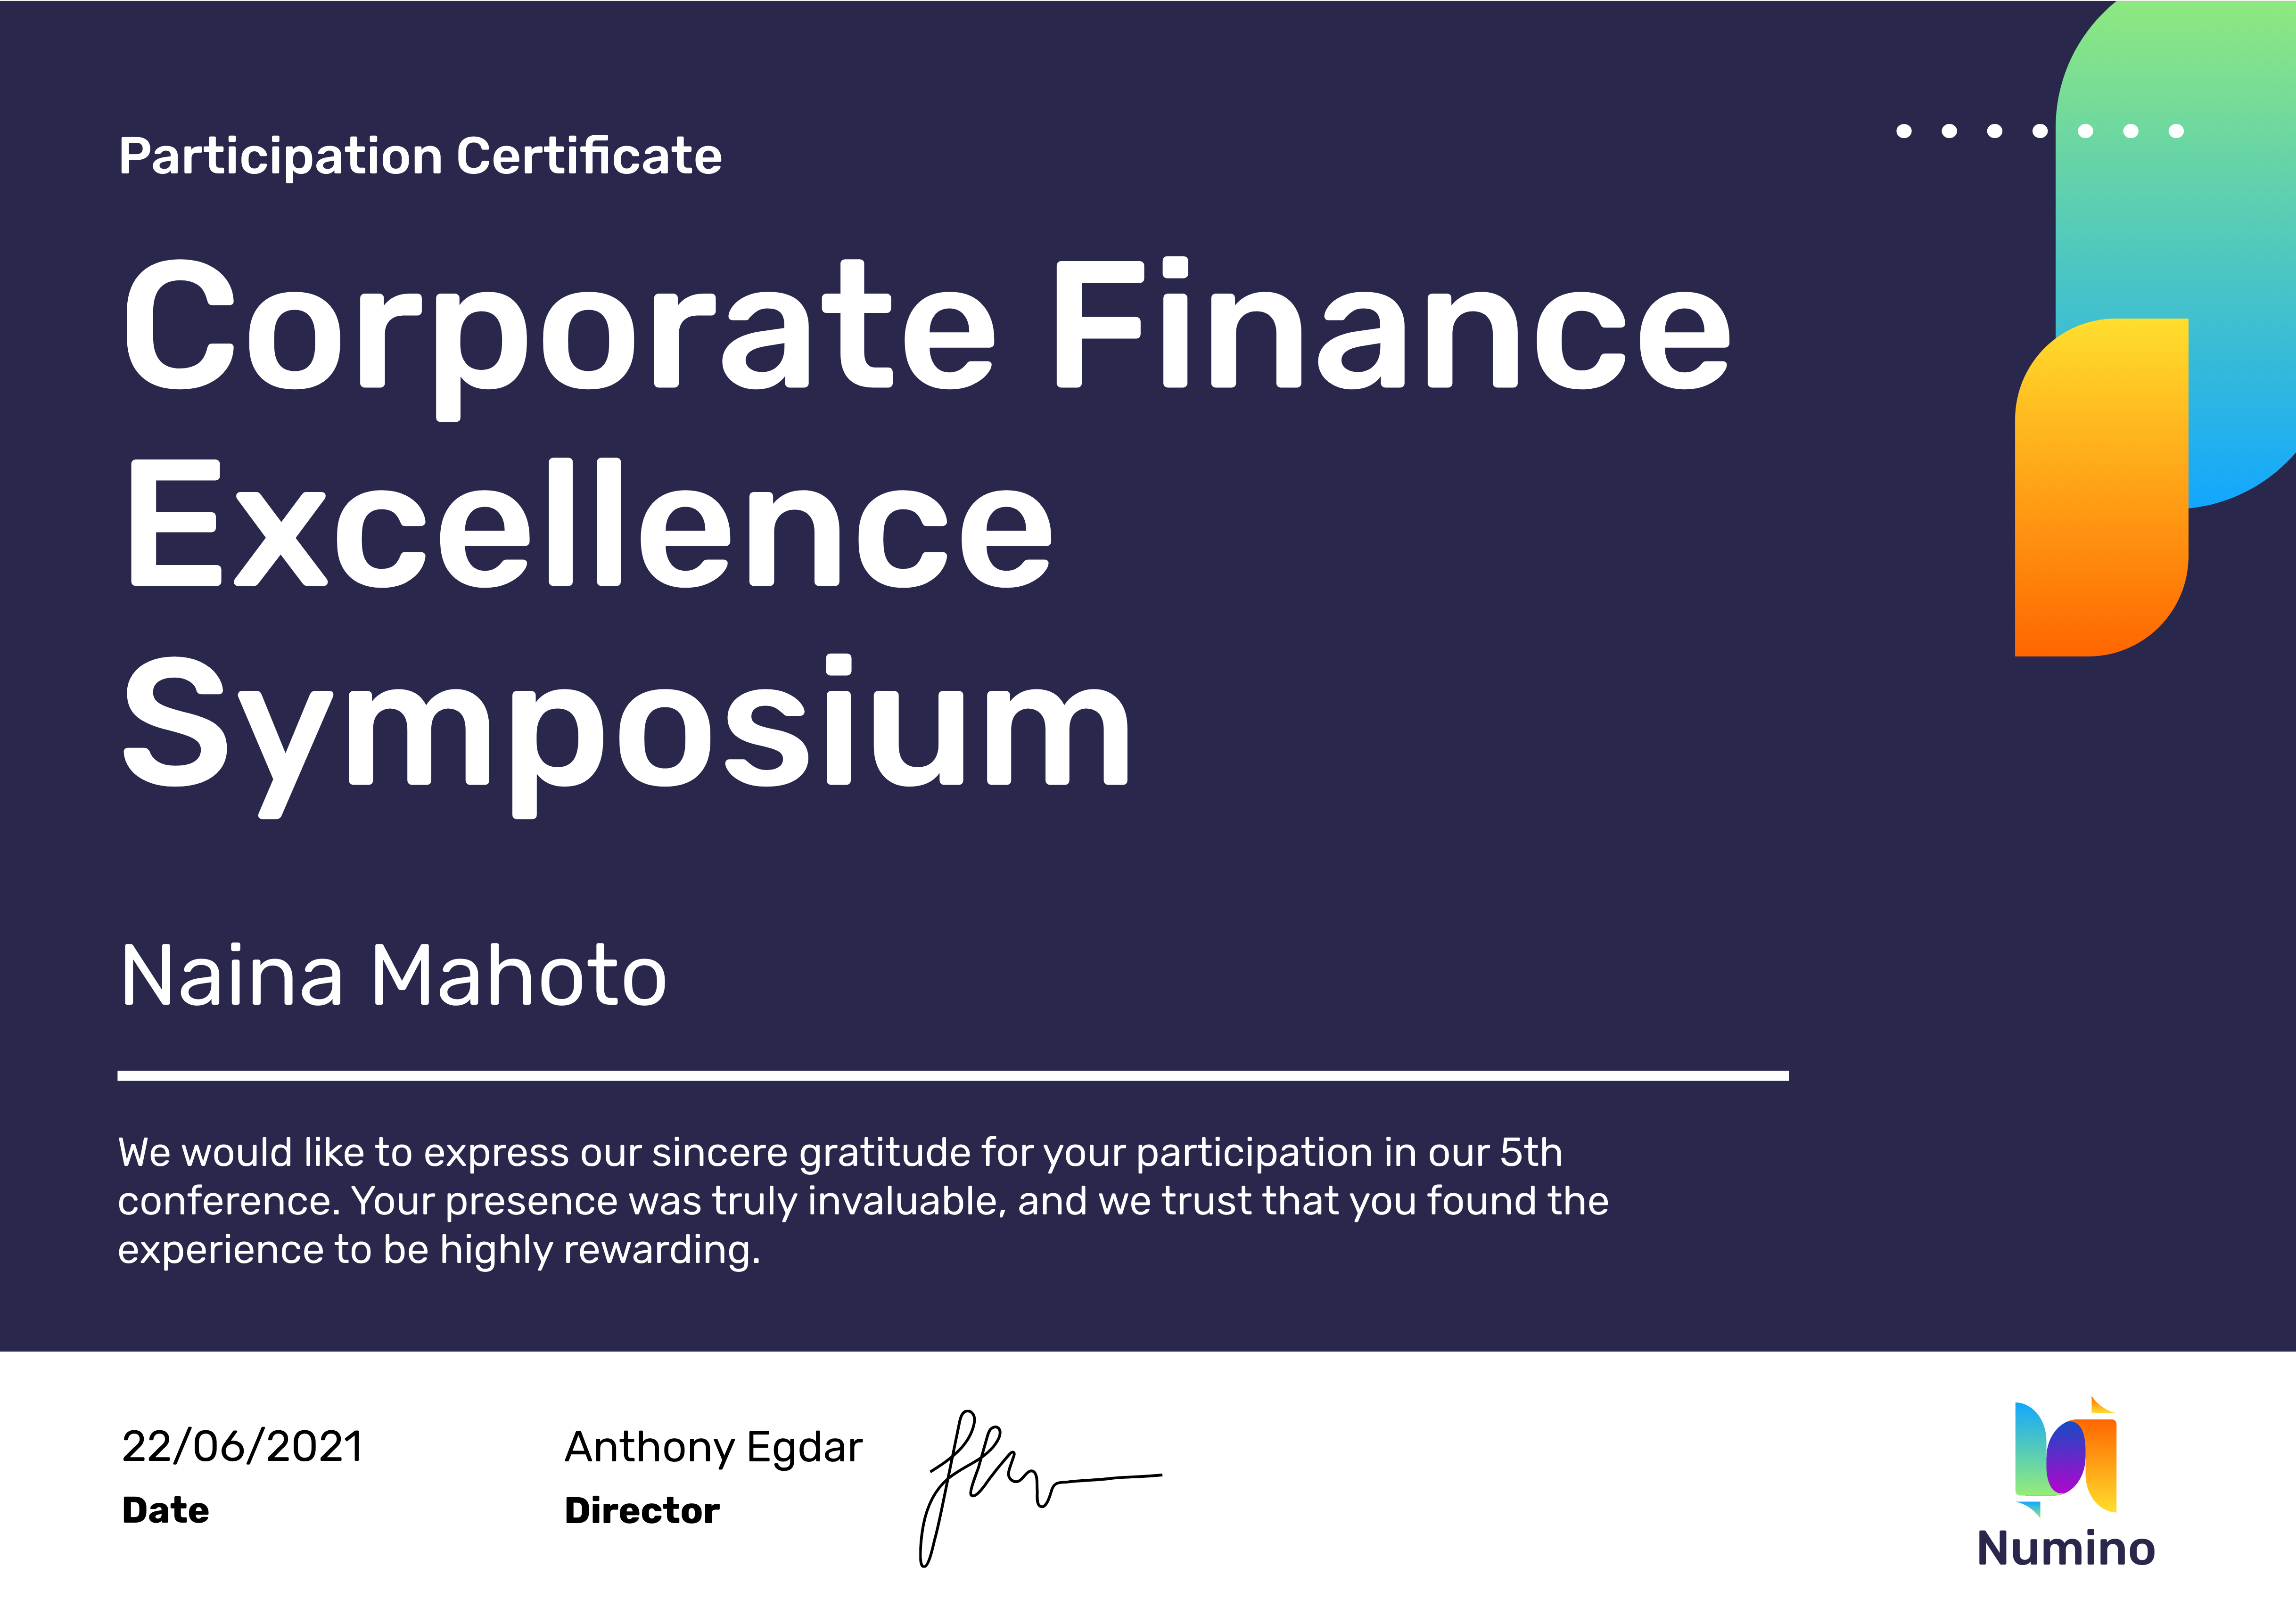 Participation Certificate
Corporate Finance
Excellence
Symposium
Naina Mahoto
We would like to express our sincere gratitude for your participation in our 5th
conference. Your presence was truly invaluable, and we trust that you found the
experience to be highly rewarding.
22/06/2021
Date
Anthony Egdar
Director
Numino